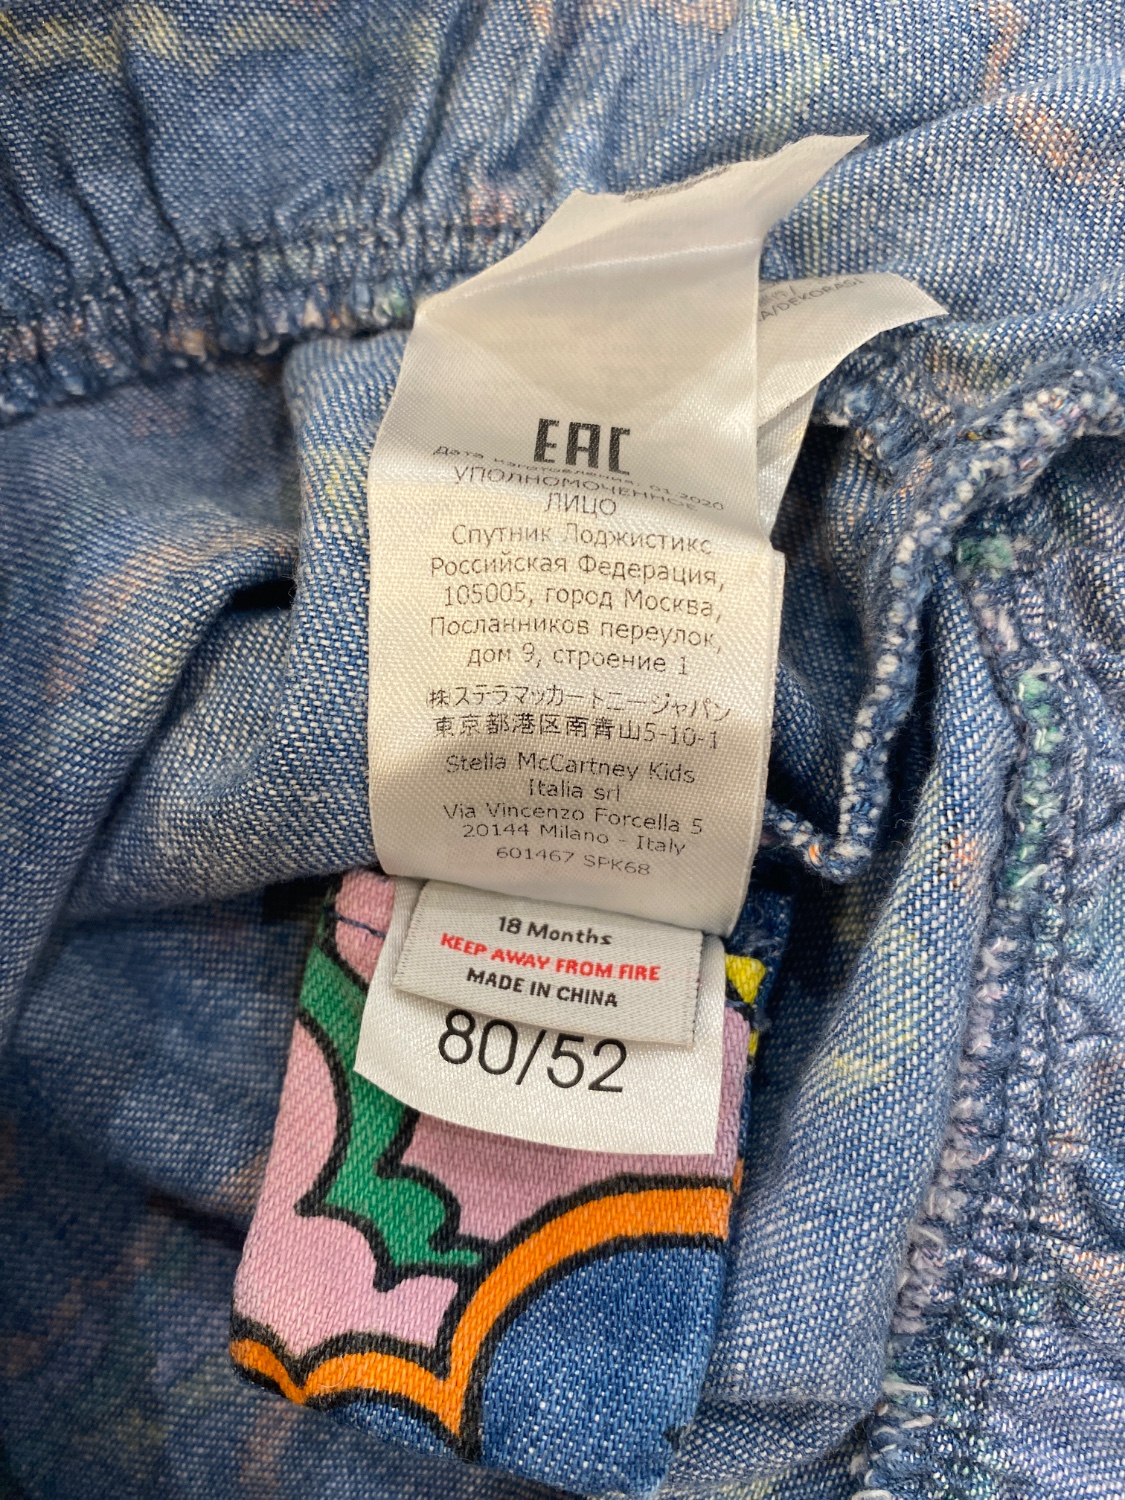 /DEKORASI
EAC
Дата изготовления: 01.2020
УПОЛНОМОЧЕННОЕ
ЛИЦО
Спутник Лоджистикс
Российская Федерация,
105005, город Москва,
Посланников переулок,
дом 9, строение 1
株ステラマッカートニージャパン
東京都港区南青山5-10-1
Stella McCartney Kids
Italia srl
Via Vincenzo Forcella 5
20144 Milano - Italy
601467 SPK68
18 Months
KEEP AWAY FROM FIRE
MADE IN CHINA
80/52